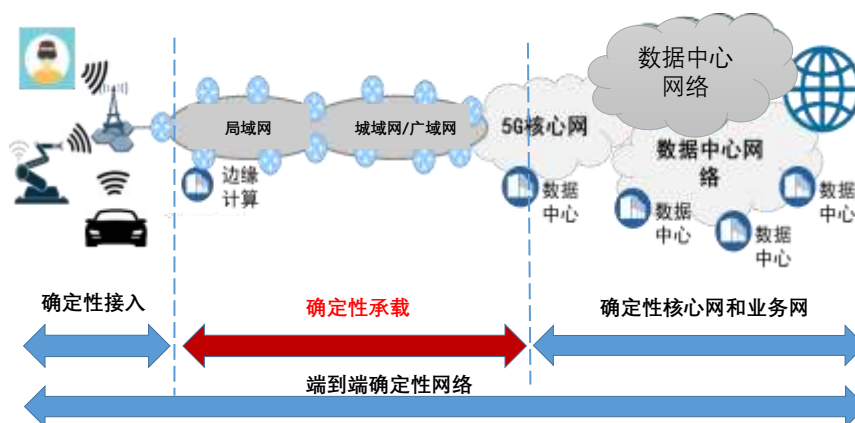 数据中心
网络
局域网
城域网/广域网
5G核心网
数据中心网
络
边缘
计算
数据
中心
数据
中心
数据
中心
数据
中心
确定性接入
确定性承载
确定性核心网和业务网
端到端确定性网络